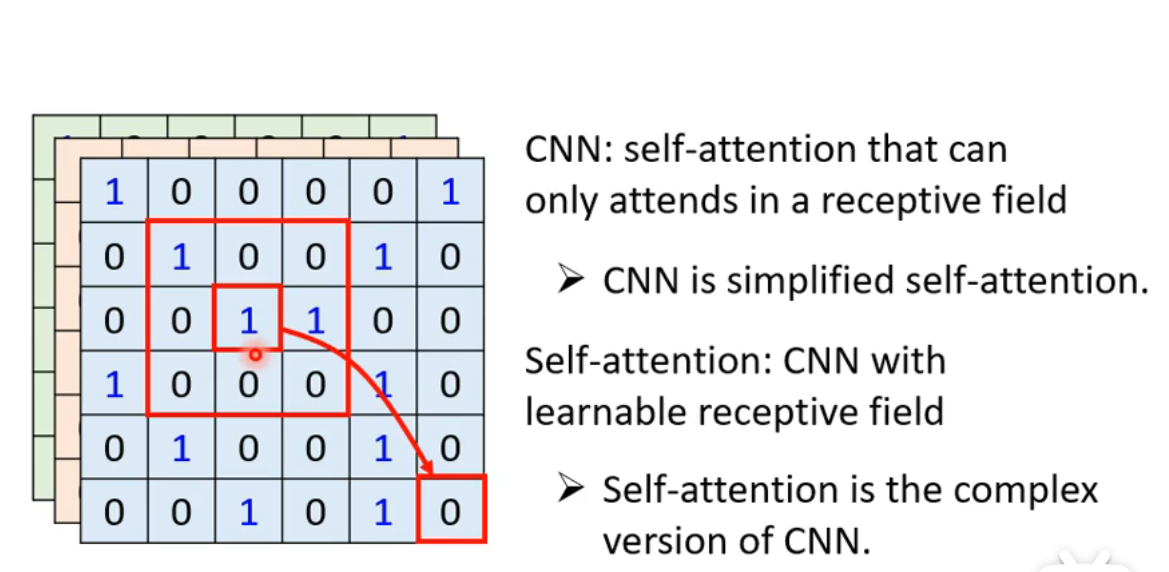 1 0 0 0 0 1
0 1 0 0 1 0
0 0 1 1 0 0
1 0 0 0 1 0
0 1 0 0 1 0
0 0 1 0 1 0
CNN: self-attention that can
only attends in a receptive field
➢ CNN is simplified self-attention.
Self-attention: CNN with
learnable receptive field
➢ Self-attention is the complex
version of CNN.